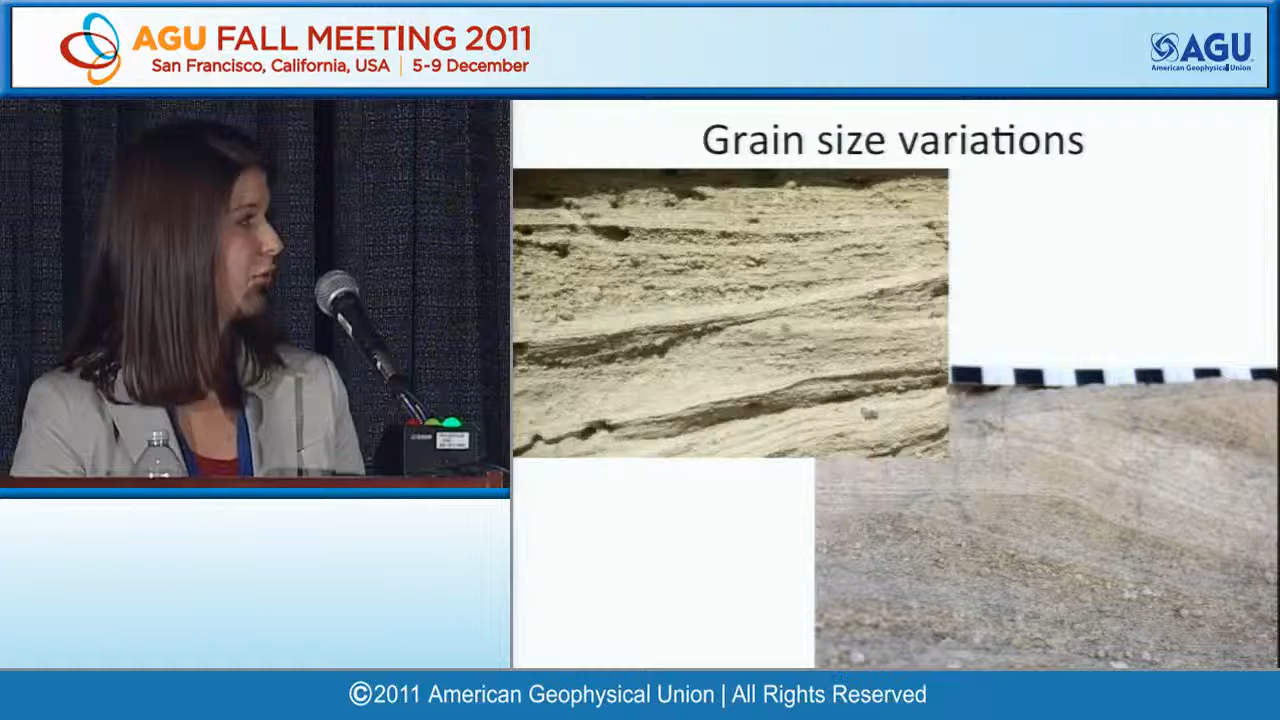 AGU FALL MEETING 2011
San Francisco, California, USA | 5-9 December
AGU
American Geophysical Union
Grain size variations
©2011 American Geophysical Union | All Rights Reserved